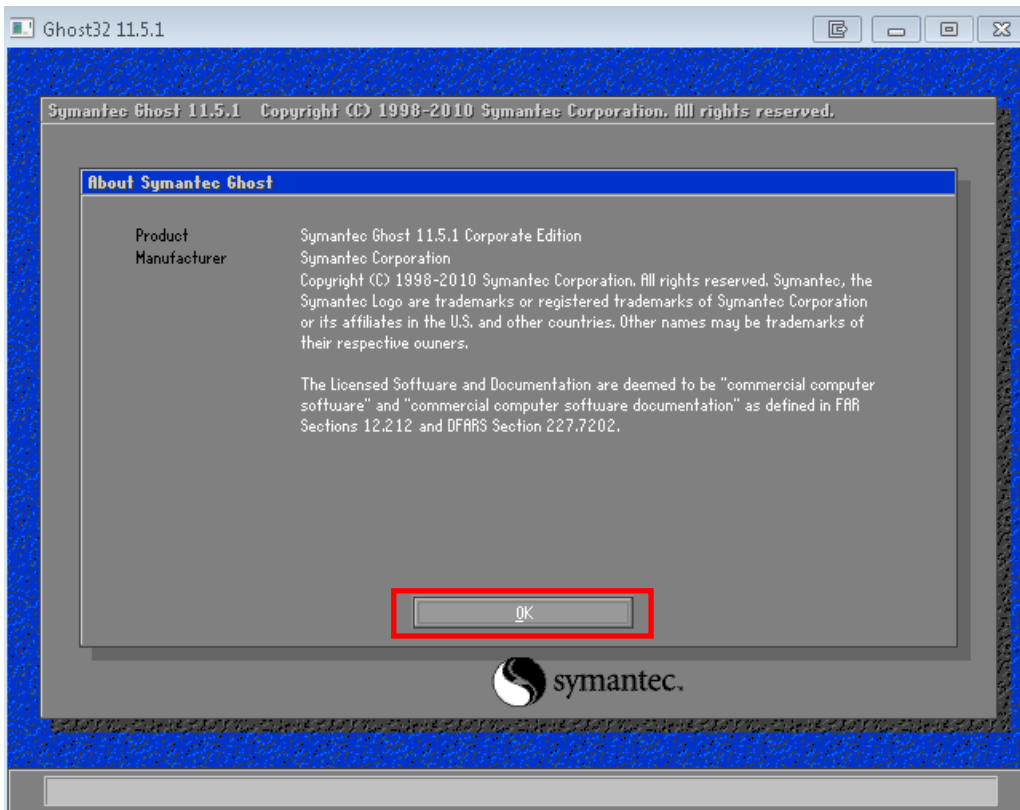 Ghost32 11.5.1
Symantec Ghost 11.5.1 Copyright (C) 1998-2010 Symantec Corporation. All rights reserved.
About Symantec Ghost
Product Symantec Ghost 11.5.1 Corporate Edition
Manufacturer Symantec Corporation
Copyright (C) 1998-2010 Symantec Corporation. All rights reserved. Symantec, the
Symantec Logo are trademarks or registered trademarks of Symantec Corporation
or its affiliates in the U.S. and other countries. Other names may be trademarks of
their respective owners.
The Licensed Software and Documentation are deemed to be "commercial computer
software" and "commercial computer software documentation" as defined in FAR
Sections 12.212 and DFARS Section 227.7202.
OK
symantec.